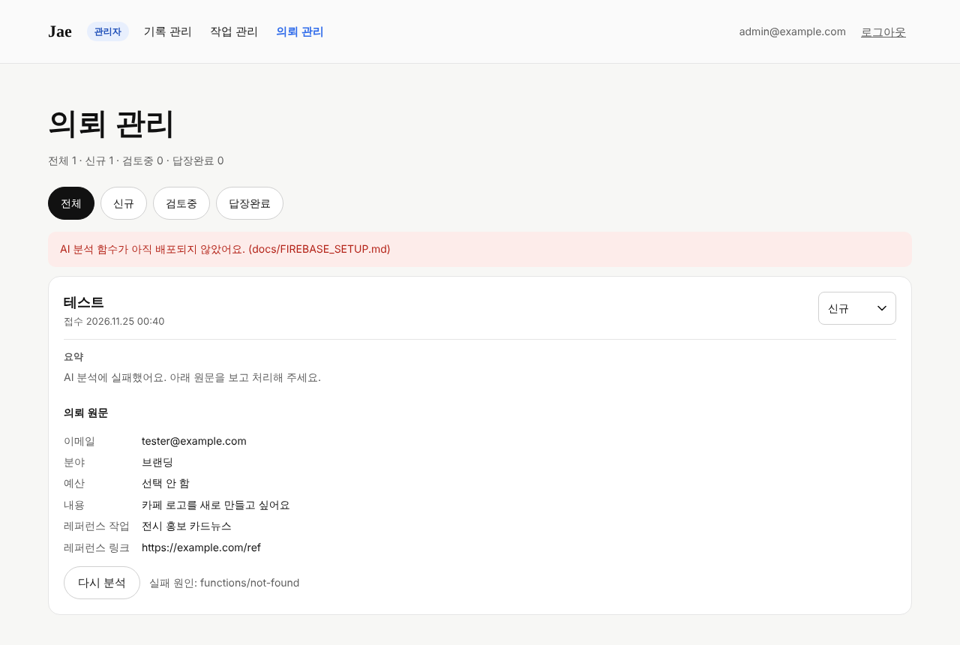 Jae 관리자 기록 관리 작업 관리 의뢰 관리 admin@example.com 로그아웃
의뢰 관리
전체 1 · 신규 1 · 검토중 0 · 답장완료 0
전체 신규 검토중 답장완료
AI 분석 함수가 아직 배포되지 않았어요. (docs/FIREBASE_SETUP.md)
테스트
접수 2026.11.25 00:40
신규
요약
AI 분석에 실패했어요. 아래 원문을 보고 처리해 주세요.
의뢰 원문
이메일 tester@example.com
분야 브랜딩
예산 선택 안 함
내용 카페 로고를 새로 만들고 싶어요
레퍼런스 작업 전시 홍보 카드뉴스
레퍼런스 링크 https://example.com/ref
다시 분석 실패 원인: functions/not-found